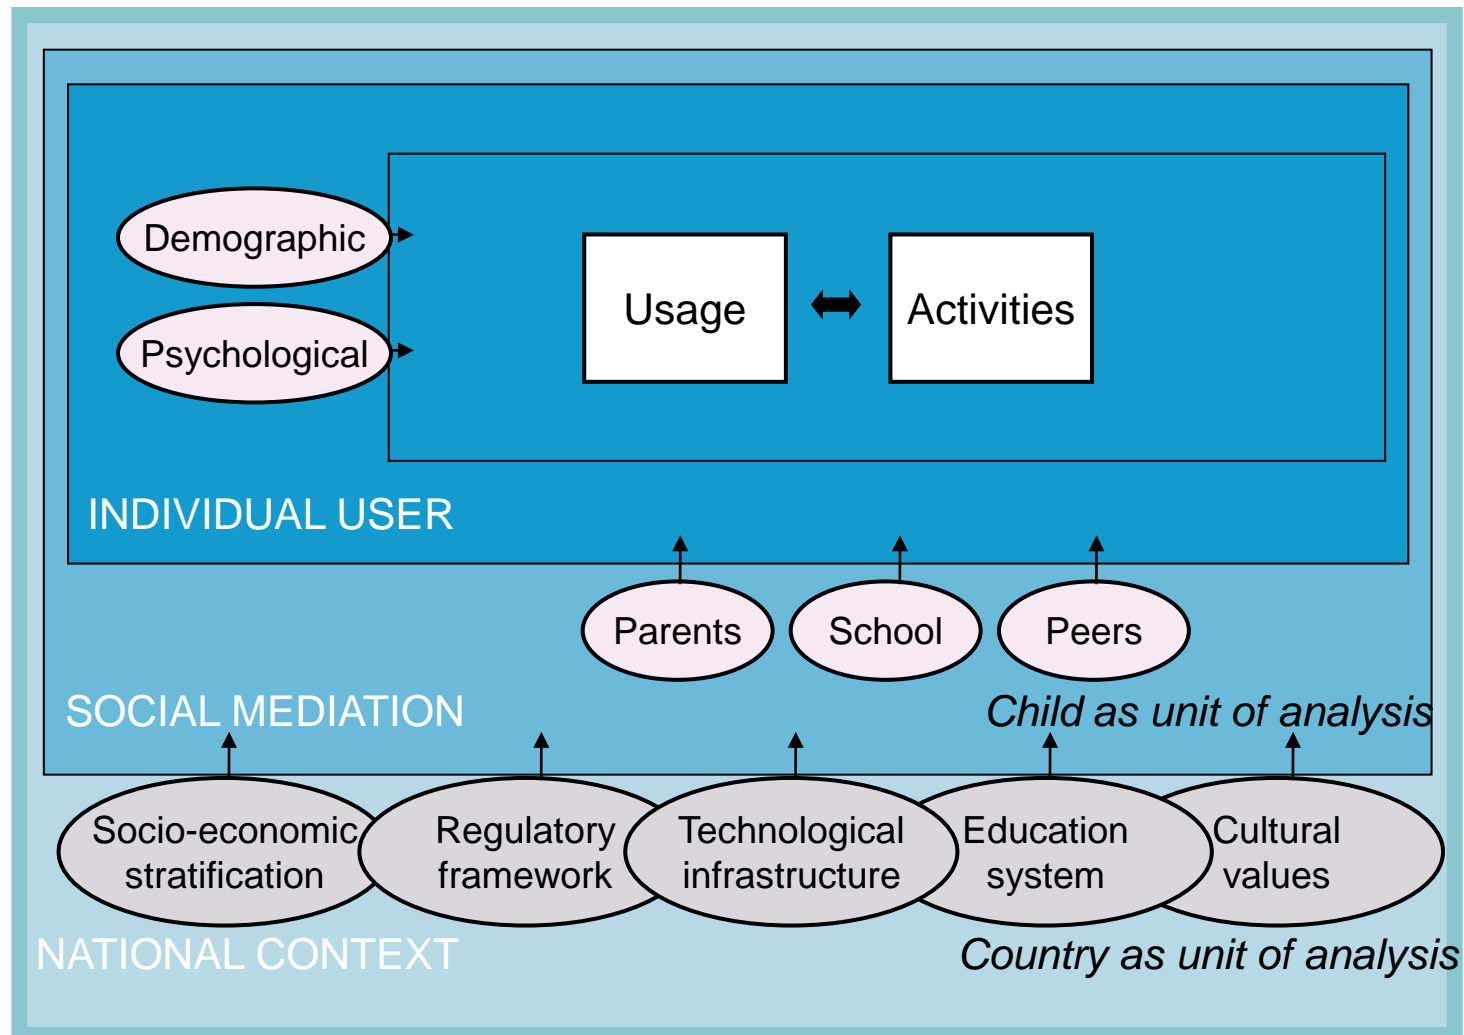 Demographic
Psychological
Usage
Activities
INDIVIDUAL USER
Parents
School
Peers
SOCIAL MEDIATION
Child as unit of analysis
Socio-economic
stratification
Regulatory
framework
Technological
infrastructure
Education
system
Cultural
values
NATIONAL CONTEXT
Country as unit of analysis